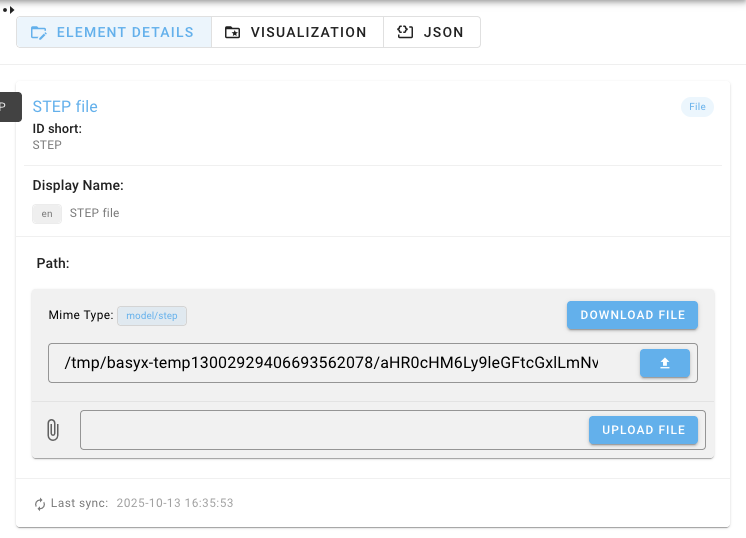 ELEMENT DETAILS
VISUALIZATION
JSON
P
STEP file
File
ID short:
STEP
Display Name:
en
STEP file
Path:
Mime Type:
model/step
DOWNLOAD FILE
/tmp/basyx-temp13002929406693562078/aHR0cHM6Ly9leGFtcGxlLmNv
UPLOAD FILE
Last sync: 2025-10-13 16:35:53